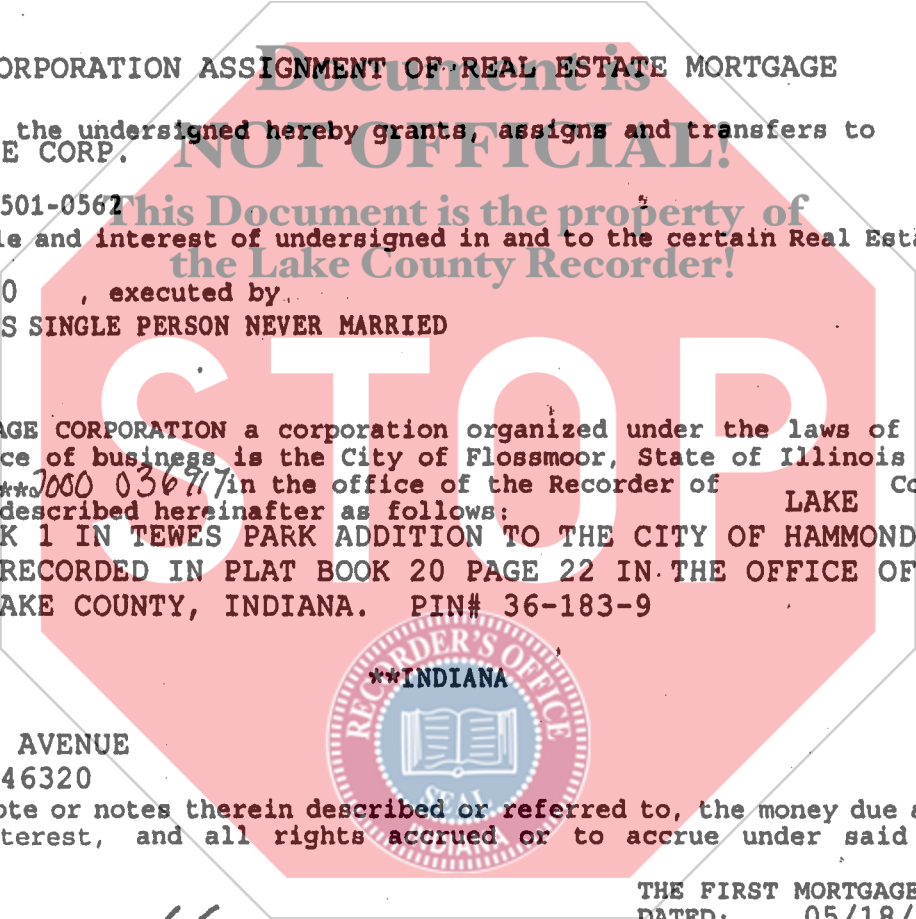 ORPORATION ASSIGNMENT OF REAL ESTATE MORTGAGE
Document is
the undersigned hereby grants, assigns and transfers to
E CORP.
NOT OFFICIAL!
501-0562
This Document is the property of
le and interest of undersigned in and to the certain Real Esta
the Lake County Recorder!
0 , executed by
S SINGLE PERSON NEVER MARRIED
STOP
AGE CORPORATION a corporation organized under the laws of
ce of business is the City of Flossmoor, State of Illinois
**2000 036917 in the office of the Recorder of LAKE Co
described hereinafter as follows:
K 1 IN TEWES PARK ADDITION TO THE CITY OF HAMMOND
RECORDED IN PLAT BOOK 20 PAGE 22 IN THE OFFICE OF
AKE COUNTY, INDIANA. PIN# 36-183-9
RECORDER'S OFFICE
**INDIANA
SEAL
INDIANA
AVENUE
46320
ote or notes therein described or referred to, the money due a
terest, and all rights accrued or to accrue under said
THE FIRST MORTGAGE
DATED: 05/18/